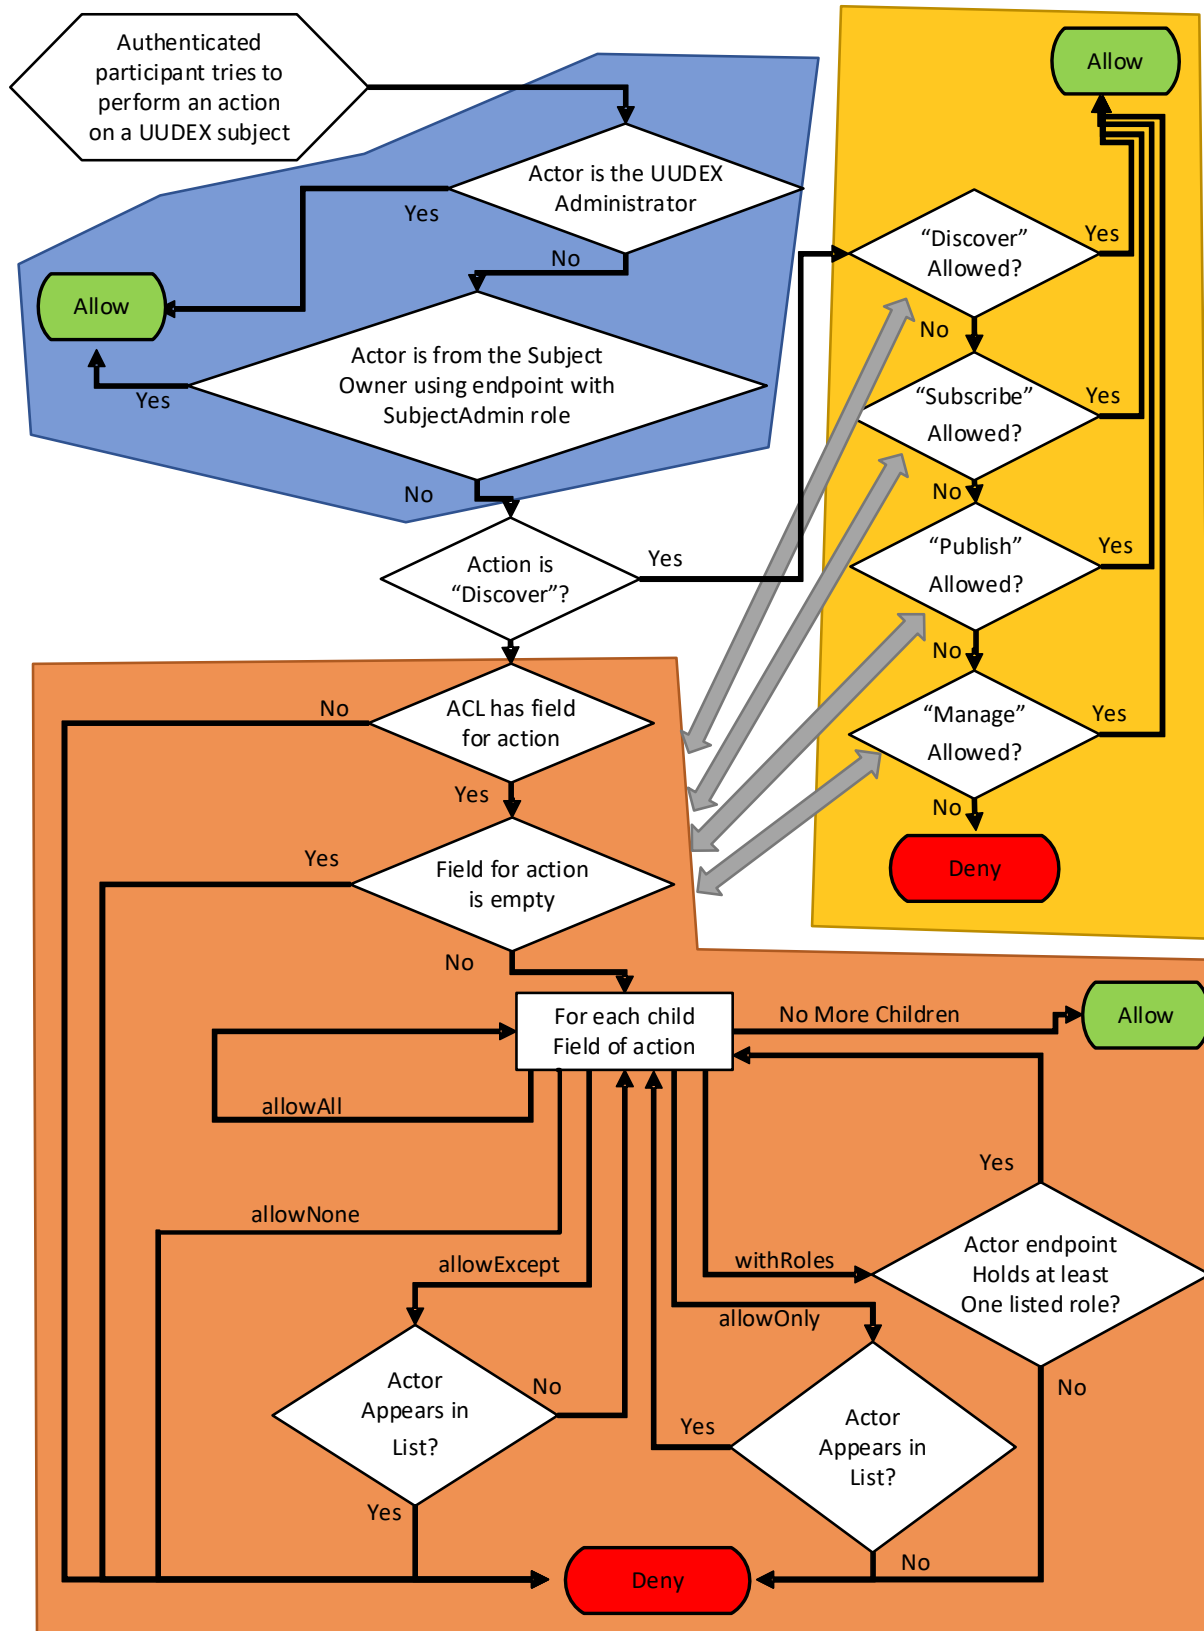 Authenticated
participant tries to
perform an action
on a UUDEX subject
Actor is the UUDEX
Administrator
Yes
No
Allow
Actor is from the Subject
Owner using endpoint with
SubjectAdmin role
Yes
No
Action is
“Discover”?
Yes
Allow
“Discover”
Allowed?
Yes
No
“Subscribe”
Allowed?
Yes
No
“Publish”
Allowed?
Yes
No
“Manage”
Allowed?
Yes
No
Deny
ACL has field
for action
No
Yes
Field for action
is empty
Yes
No
For each child
Field of action
No More Children
Allow
allowAll
allowNone
allowExcept
withRoles
allowOnly
Actor endpoint
Holds at least
One listed role?
Yes
No
Actor
Appears in
List?
No
Yes
Actor
Appears in
List?
Yes
No
Deny